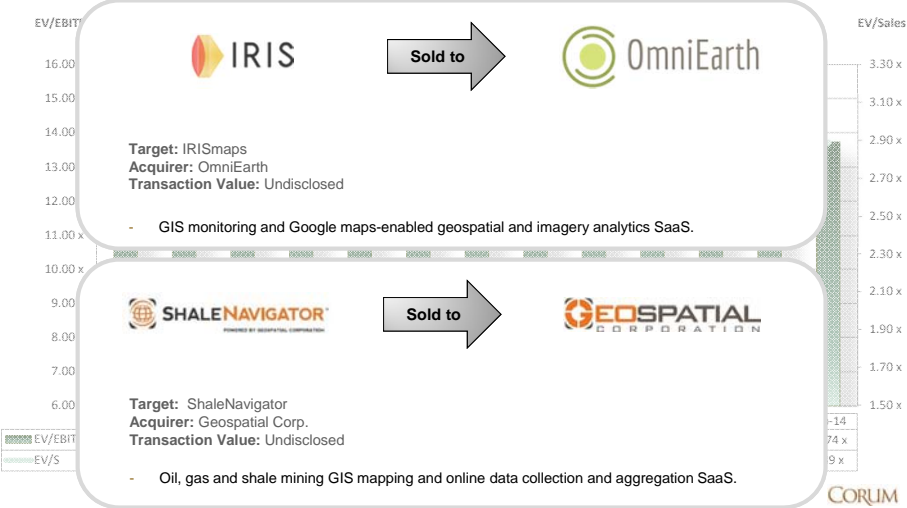 EV/EBIT
EV/Sales
IRIS
Sold to
OmniEarth
16.00
3.30 x
15.00
3.10 x
14.00
2.90 x
Target: IRISmaps
Acquirer: OmniEarth
Transaction Value: Undisclosed
13.00
2.70 x
12.00
2.50 x
- GIS monitoring and Google maps-enabled geospatial and imagery analytics SaaS.
11.00 x
2.30 x
10.00 x
2.10 x
SHALENAVIGATOR
POWERED BY GEOSPATIAL CORPORATION
Sold to
GEOSPATIAL
CORPORATION
9.00
1.90 x
8.00
1.70 x
7.00
1.50 x
6.00
Target: ShaleNavigator
Acquirer: Geospatial Corp.
Transaction Value: Undisclosed
-14
EV/EBIT
74 x
EV/S
9 x
- Oil, gas and shale mining GIS mapping and online data collection and aggregation SaaS.
CORUM